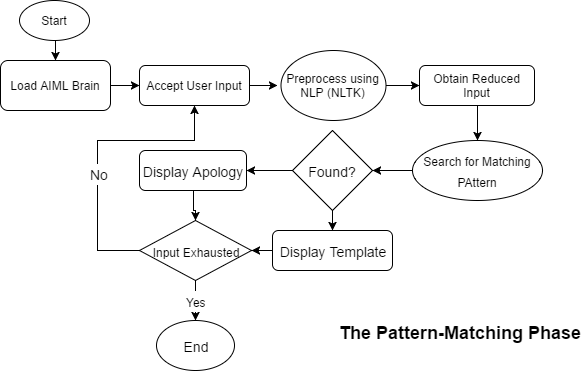 Start
Load AIML Brain
Accept User Input
Preprocess using
NLP (NLTK)
Obtain Reduced
Input
Search for Matching
PAttern
Found?
Display Apology
No
Display Template
Input Exhausted
Yes
End
The Pattern-Matching Phase